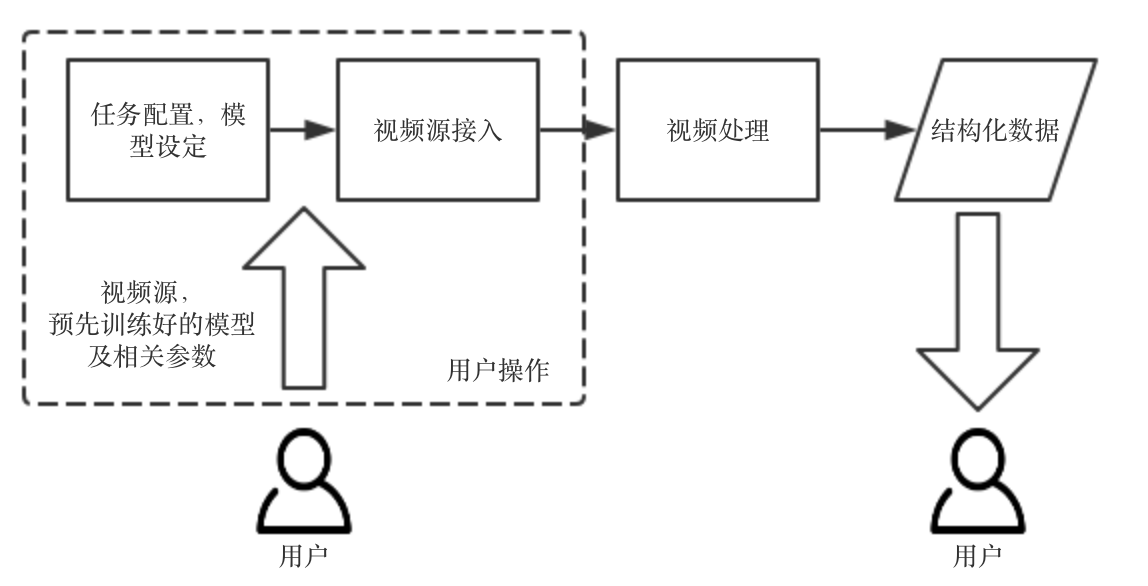 任务配置，模
型设定
视频源接入
视频处理
结构化数据
视频源，
预先训练好的模型
及相关参数
用户操作
用户
用户